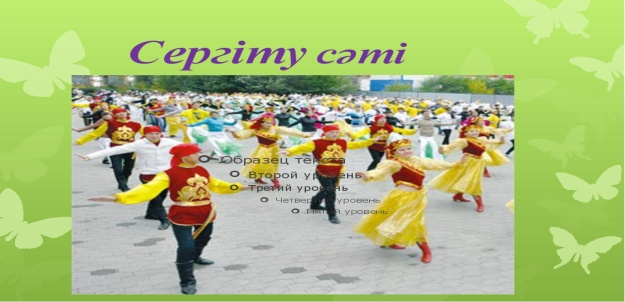 Сергіту сәті
Образец текста
Второй уровень
Третий уровень
Четвертый уровень
Пятый уровень